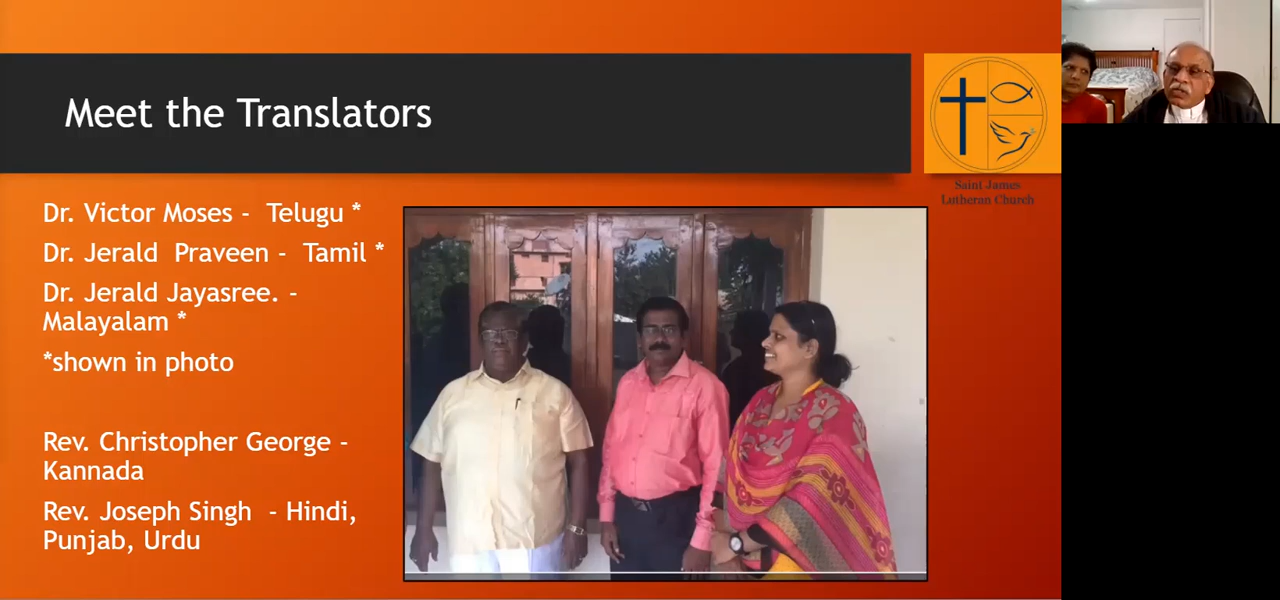 Meet the Translators
Saint James
Lutheran Church
Dr. Victor Moses - Telugu *
Dr. Jerald Praveen - Tamil *
Dr. Jerald Jayasree. -
Malayalam *
*shown in photo
Rev. Christopher George -
Kannada
Rev. Joseph Singh - Hindi,
Punjab, Urdu